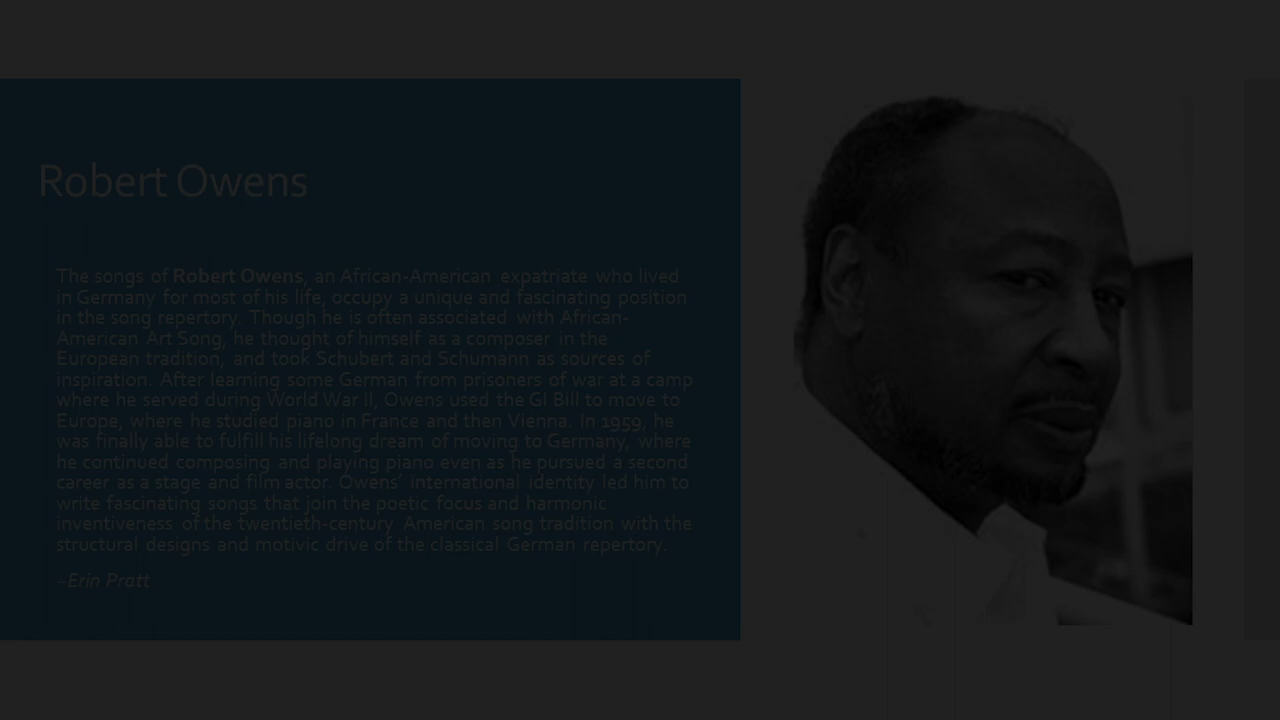 Robert Owens
The songs of Robert Owens, an African-American expatriate who lived
in Germany for most of his life, occupy a unique and fascinating position
in the song repertory. Though he is often associated with African-
American Art Song, he thought of himself as a composer in the
European tradition, and took Schubert and Schumann as sources of
inspiration. After learning some German from prisoners of war at a camp
where he served during World War II, Owens used the GI Bill to move to
Europe, where he studied piano in France and then Vienna. In 1959, he
was finally able to fulfill his lifelong dream of moving to Germany, where
he continued composing and playing piano even as he pursued a second
career as a stage and film actor. Owens' international identity led him to
write fascinating songs that join the poetic focus and harmonic
inventiveness of the twentieth-century American song tradition with the
structural designs and motivic drive of the classical German repertory.
–Erin Pratt